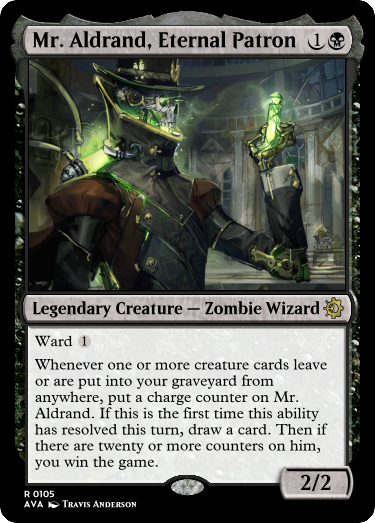 Mr. Aldrand, Eternal Patron 1
Legendary Creature — Zombie Wizard
Ward 1
Whenever one or more creature cards leave
or are put into your graveyard from
anywhere, put a charge counter on Mr.
Aldrand. If this is the first time this ability
has resolved this turn, draw a card. Then if
there are twenty or more counters on him,
you win the game.
2/2
R 0105
AVA Travis Anderson